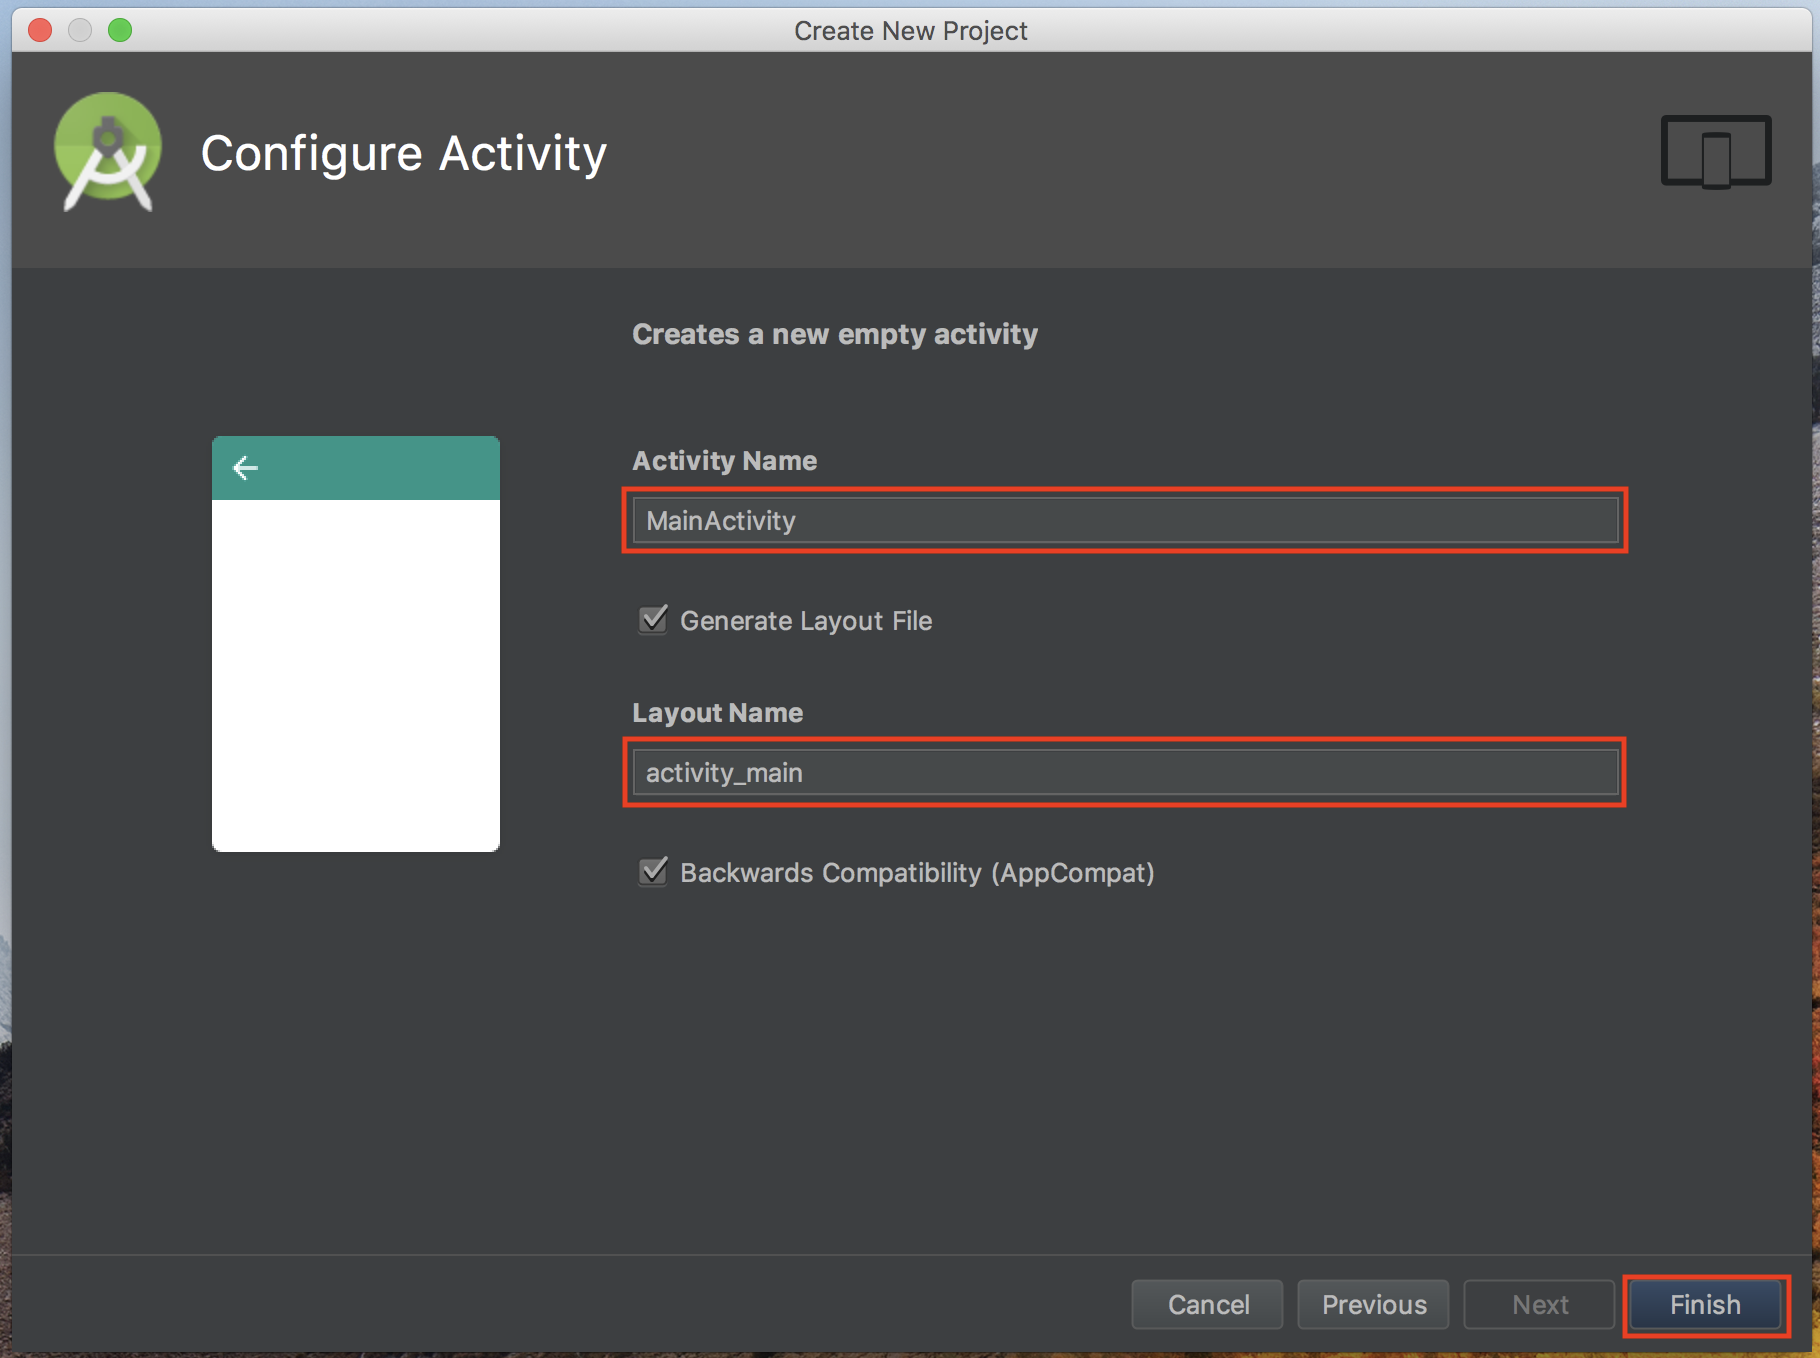 Create New Project
Configure Activity
Creates a new empty activity
Activity Name
MainActivity
Generate Layout File
Layout Name
activity_main
Backwards Compatibility (AppCompat)
Cancel
Previous
Next
Finish